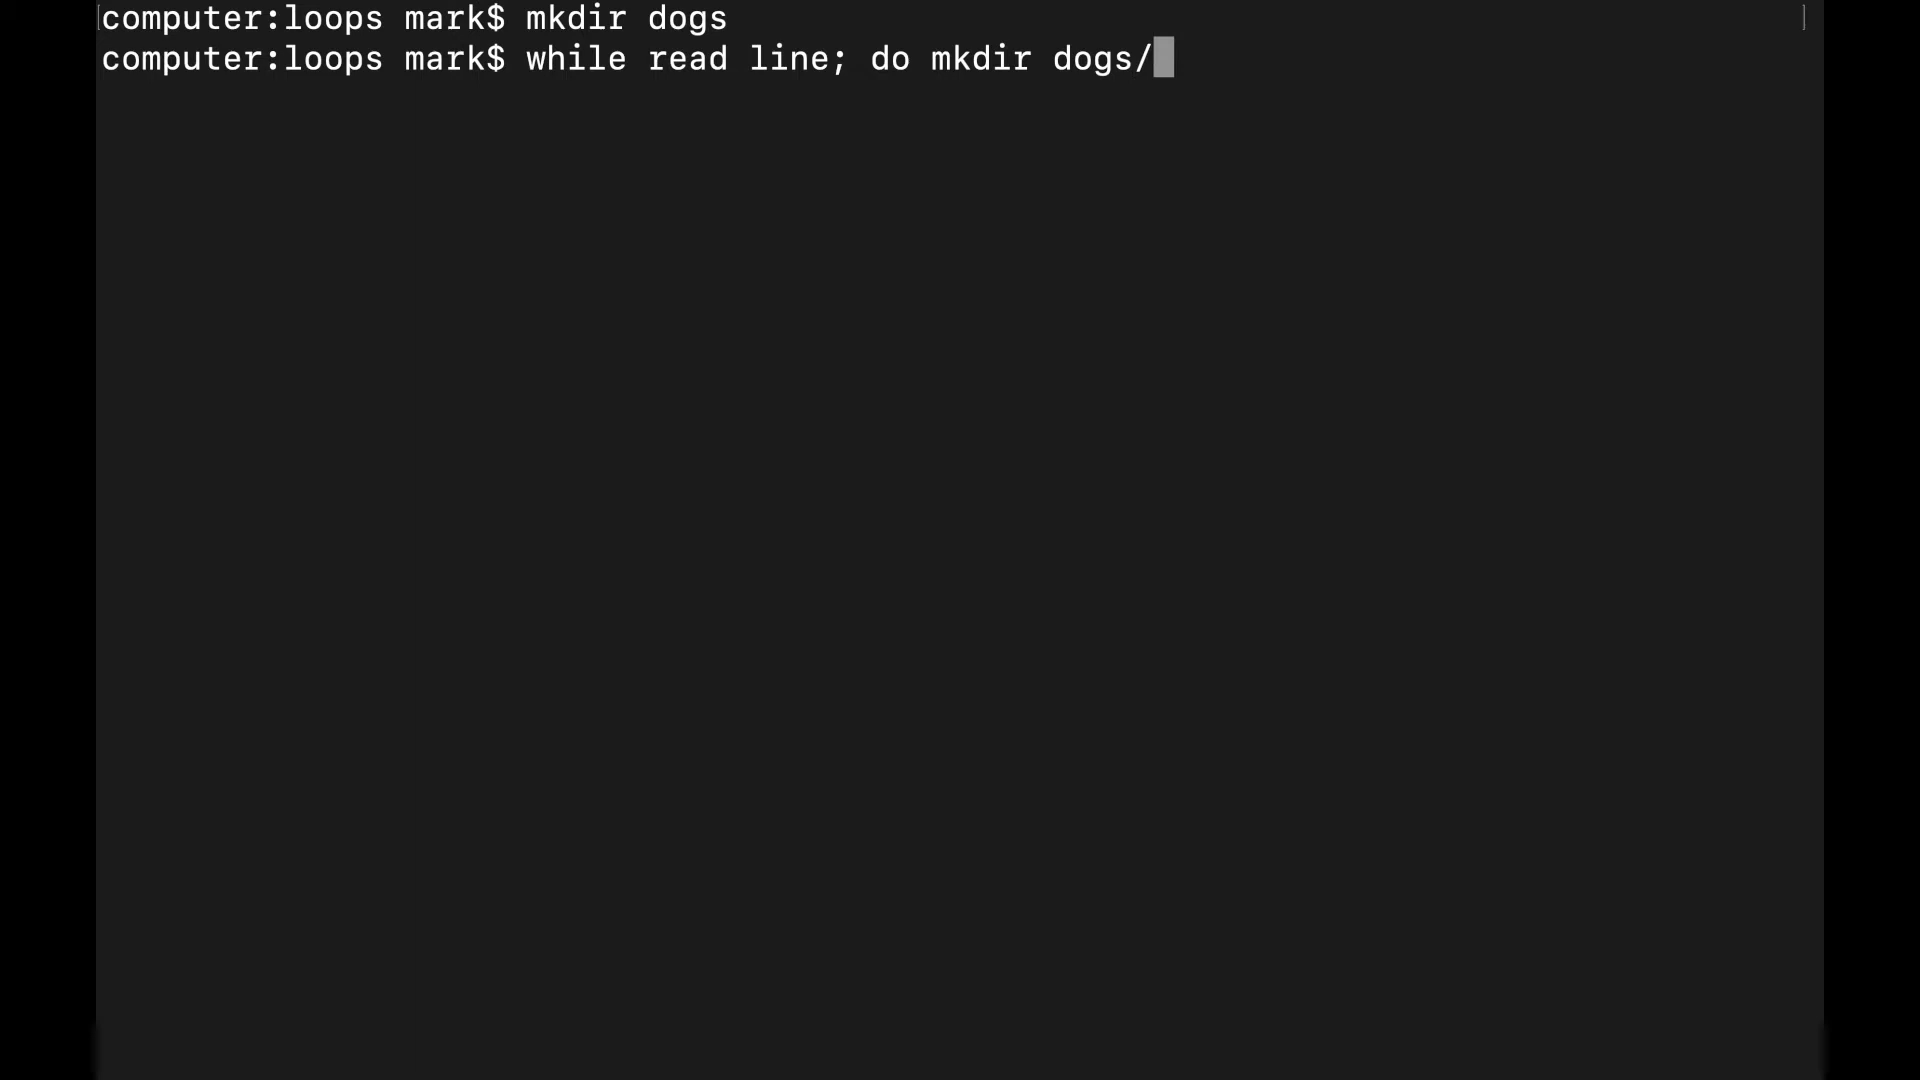 computer:loops mark$ mkdir dogs
computer:loops mark$ while read line; do mkdir dogs/